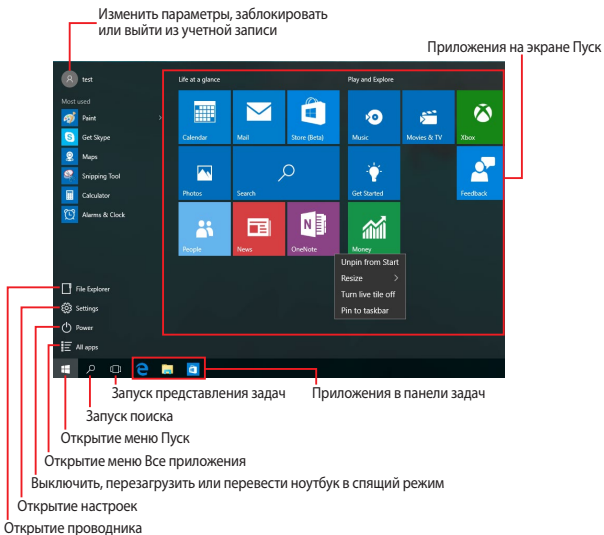 Изменить параметры, заблокировать
или выйти из учетной записи
Приложения на экране Пуск
test
Life at a glance
Play and Explore
Most used
Paint
Get Skype
Maps
Snipping Tool
Calculator
Alarms & Clock
Calendar
Mail
Store (Beta)
Music
Movies & TV
Xbox
Photos
Search
Get Started
Feedback
People
News
OneNote
Money
Unpin from Start
Resize
Turn live tile off
Pin to taskbar
File Explorer
Settings
Power
All apps
Запуск представления задач
Приложения в панели задач
Запуск поиска
Открытие меню Пуск
Открытие меню Все приложения
Выключить, перезагрузить или перевести ноутбук в спящий режим
Открытие настроек
Открытие проводника